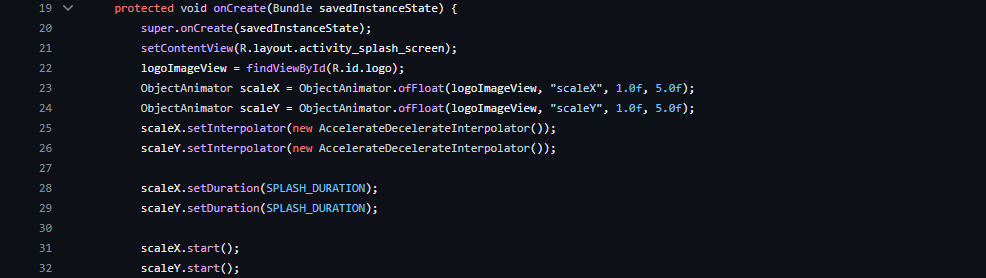 19 protected void onCreate(Bundle savedInstanceState) {
20 super.onCreate(savedInstanceState);
21 setContentView(R.layout.activity_splash_screen);
22 logoImageView = findViewById(R.id.logo);
23 ObjectAnimator scaleX = ObjectAnimator.ofFloat(logoImageView, "scaleX", 1.0f, 5.0f);
24 ObjectAnimator scaleY = ObjectAnimator.ofFloat(logoImageView, "scaleY", 1.0f, 5.0f);
25 scaleX.setInterpolator(new AccelerateDecelerateInterpolator());
26 scaleY.setInterpolator(new AccelerateDecelerateInterpolator());
27
28 scaleX.setDuration(SPLASH_DURATION);
29 scaleY.setDuration(SPLASH_DURATION);
30
31 scaleX.start();
32 scaleY.start();